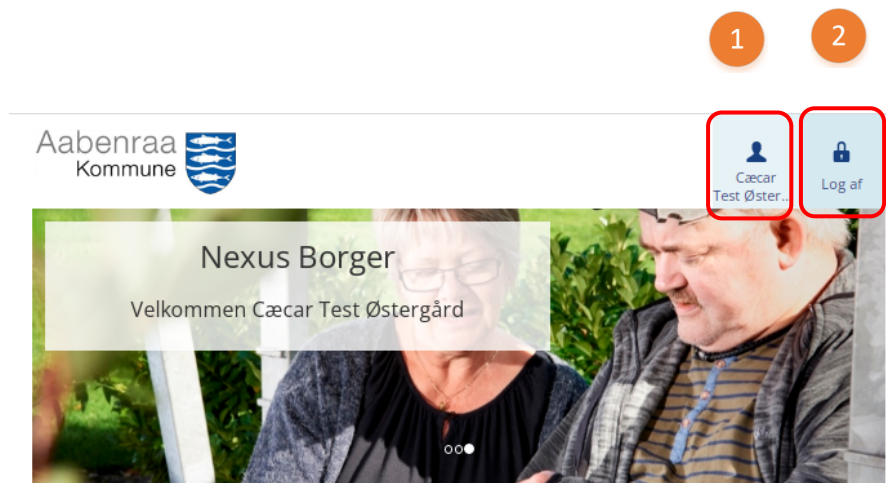 1
2
Aabenraa
Kommune
Cæcar
Test Øster...
Log af
Nexus Borger
Velkommen Cæcar Test Østergård